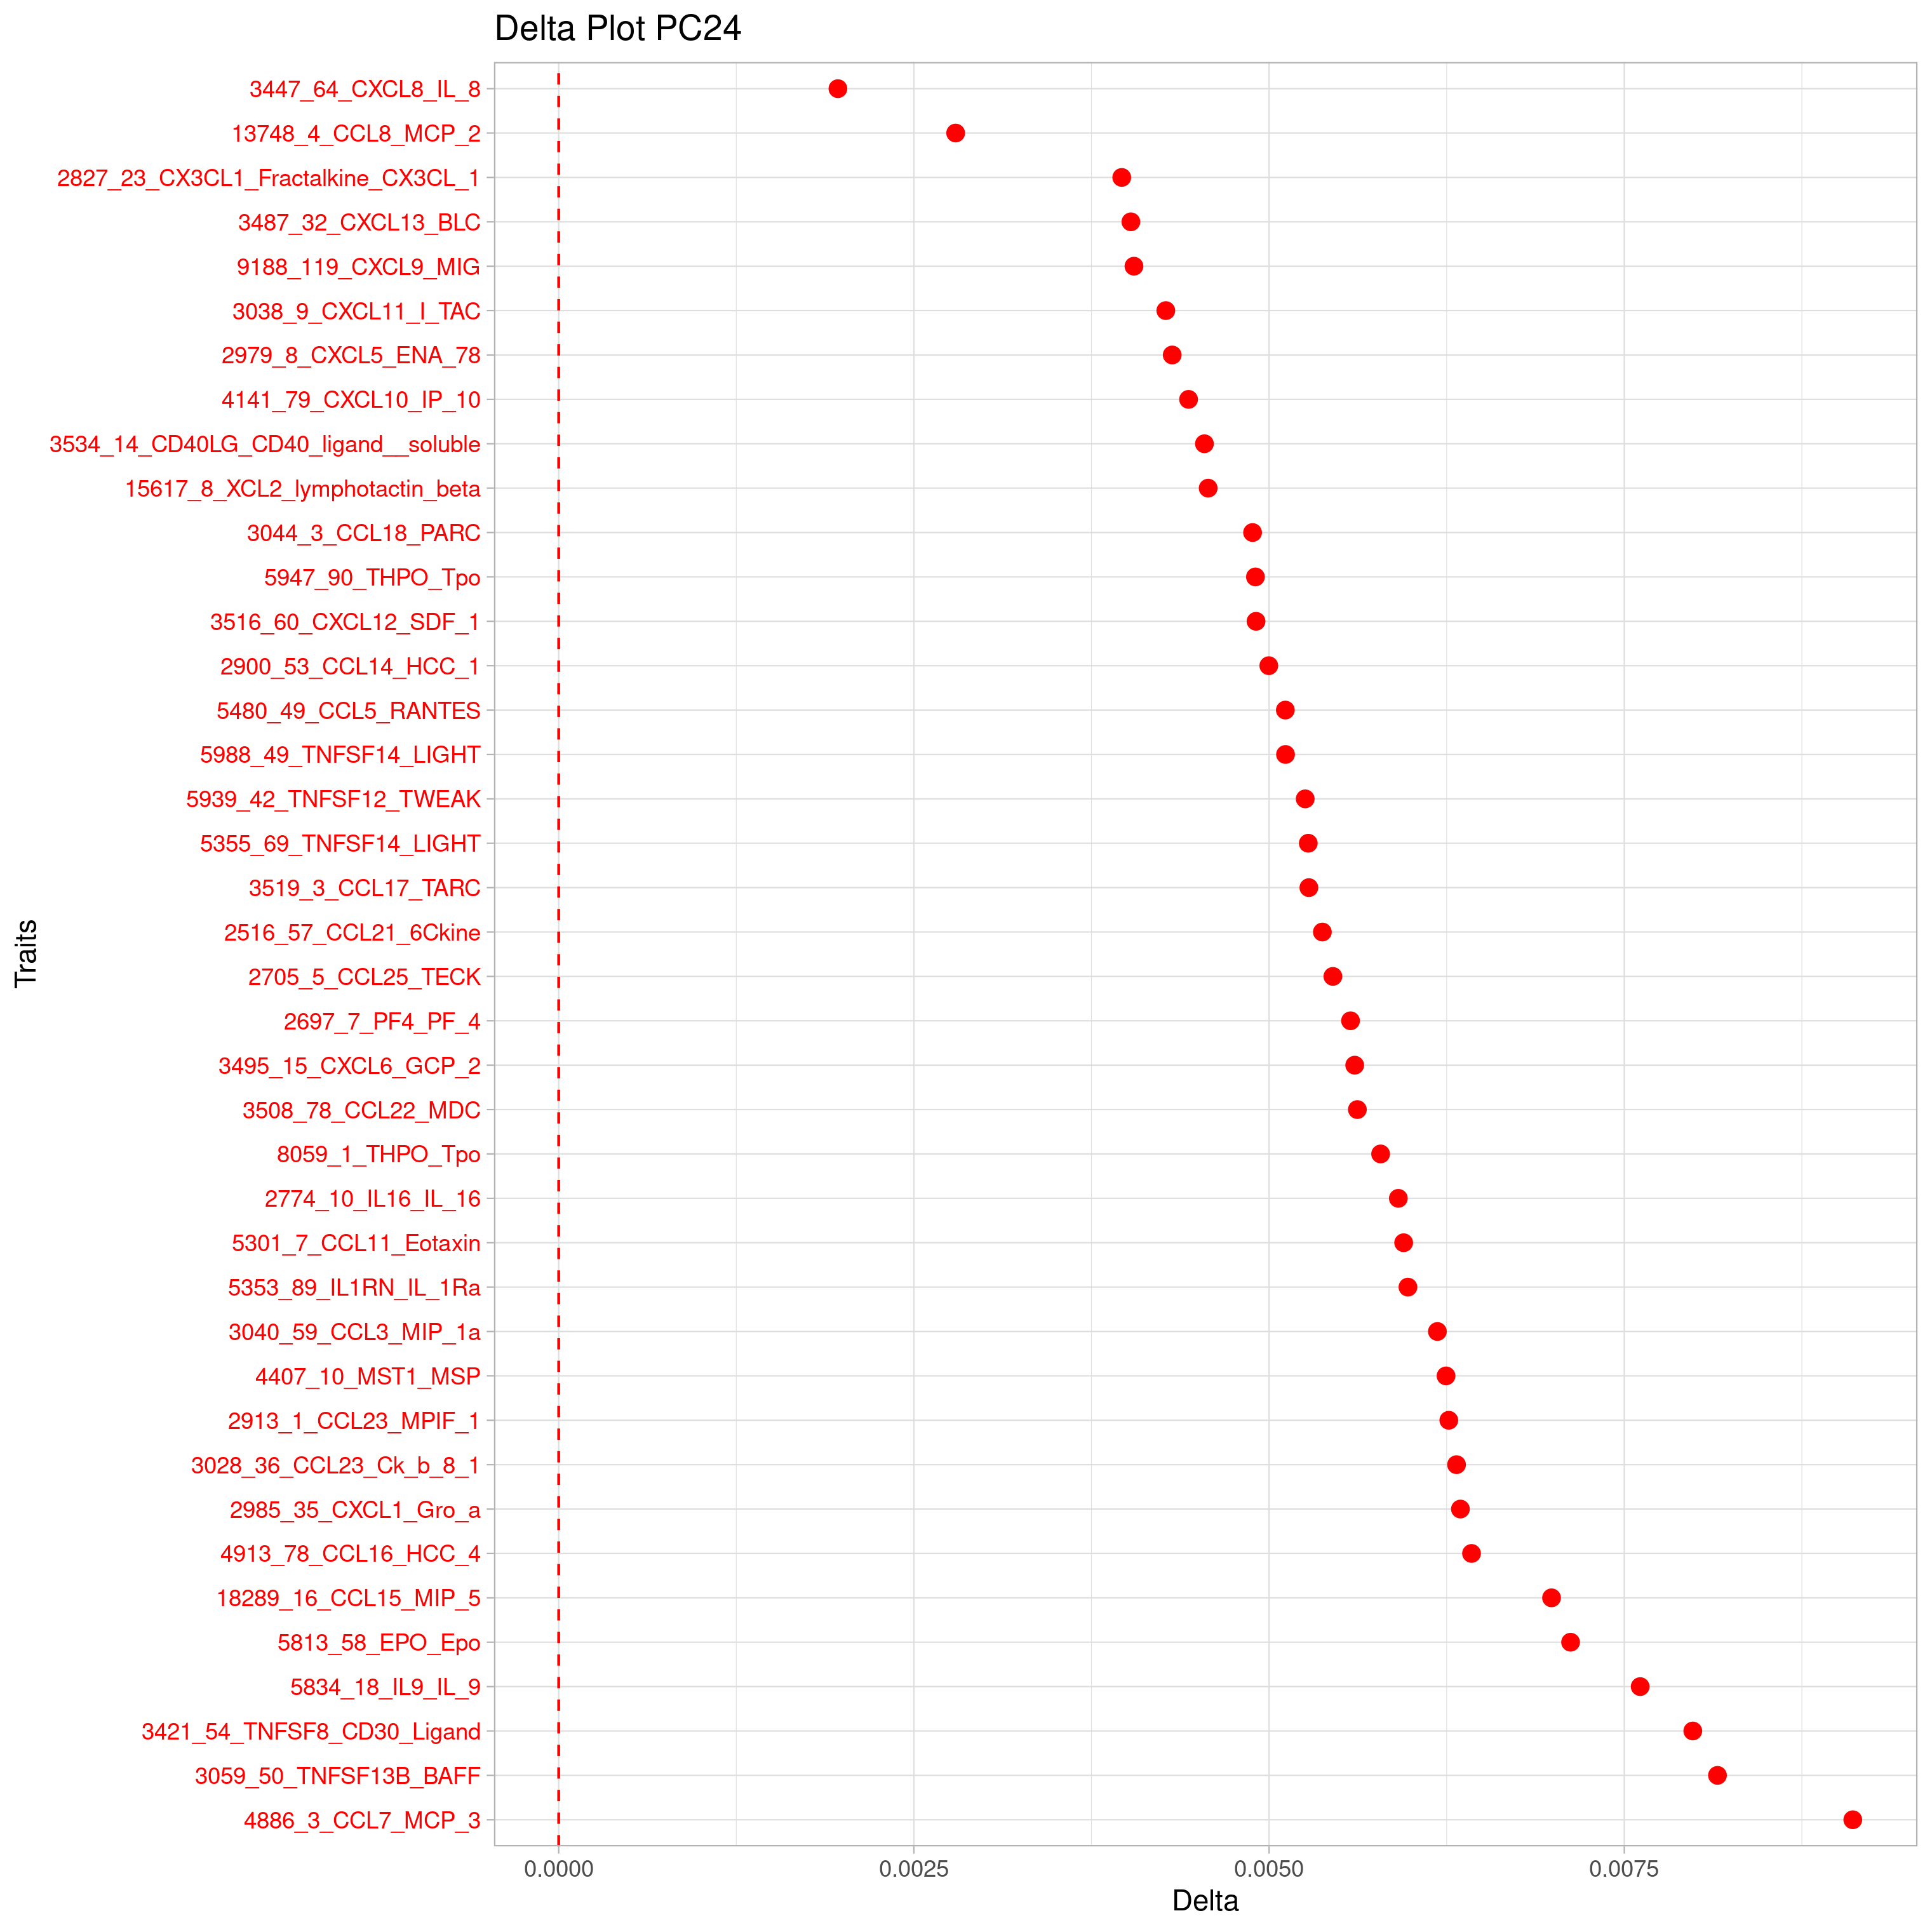 Delta Plot PC24
3447_64_CXCL8_IL_8
13748_4_CCL8_MCP_2
2827_23_CX3CL1_Fractalkine_CX3CL_1
3487_32_CXCL13_BLC
9188_119_CXCL9_MIG
3038_9_CXCL11_I_TAC
2979_8_CXCL5_ENA_78
4141_79_CXCL10_IP_10
3534_14_CD40LG_CD40_ligand__soluble
15617_8_XCL2_lymphotactin_beta
3044_3_CCL18_PARC
5947_90_THPO_Tpo
3516_60_CXCL12_SDF_1
2900_53_CCL14_HCC_1
5480_49_CCL5_RANTES
5988_49_TNFSF14_LIGHT
5939_42_TNFSF12_TWEAK
5355_69_TNFSF14_LIGHT
3519_3_CCL17_TARC
2516_57_CCL21_6Ckine
2705_5_CCL25_TECK
2697_7_PF4_PF_4
3495_15_CXCL6_GCP_2
3508_78_CCL22_MDC
8059_1_THPO_Tpo
2774_10_IL16_IL_16
5301_7_CCL11_Eotaxin
5353_89_IL1RN_IL_1Ra
3040_59_CCL3_MIP_1a
4407_10_MST1_MSP
2913_1_CCL23_MPIF_1
3028_36_CCL23_Ck_b_8_1
2985_35_CXCL1_Gro_a
4913_78_CCL16_HCC_4
18289_16_CCL15_MIP_5
5813_58_EPO_Epo
5834_18_IL9_IL_9
3421_54_TNFSF8_CD30_Ligand
3059_50_TNFSF13B_BAFF
4886_3_CCL7_MCP_3
Traits
0.0000 0.0025 0.0050 0.0075
Delta